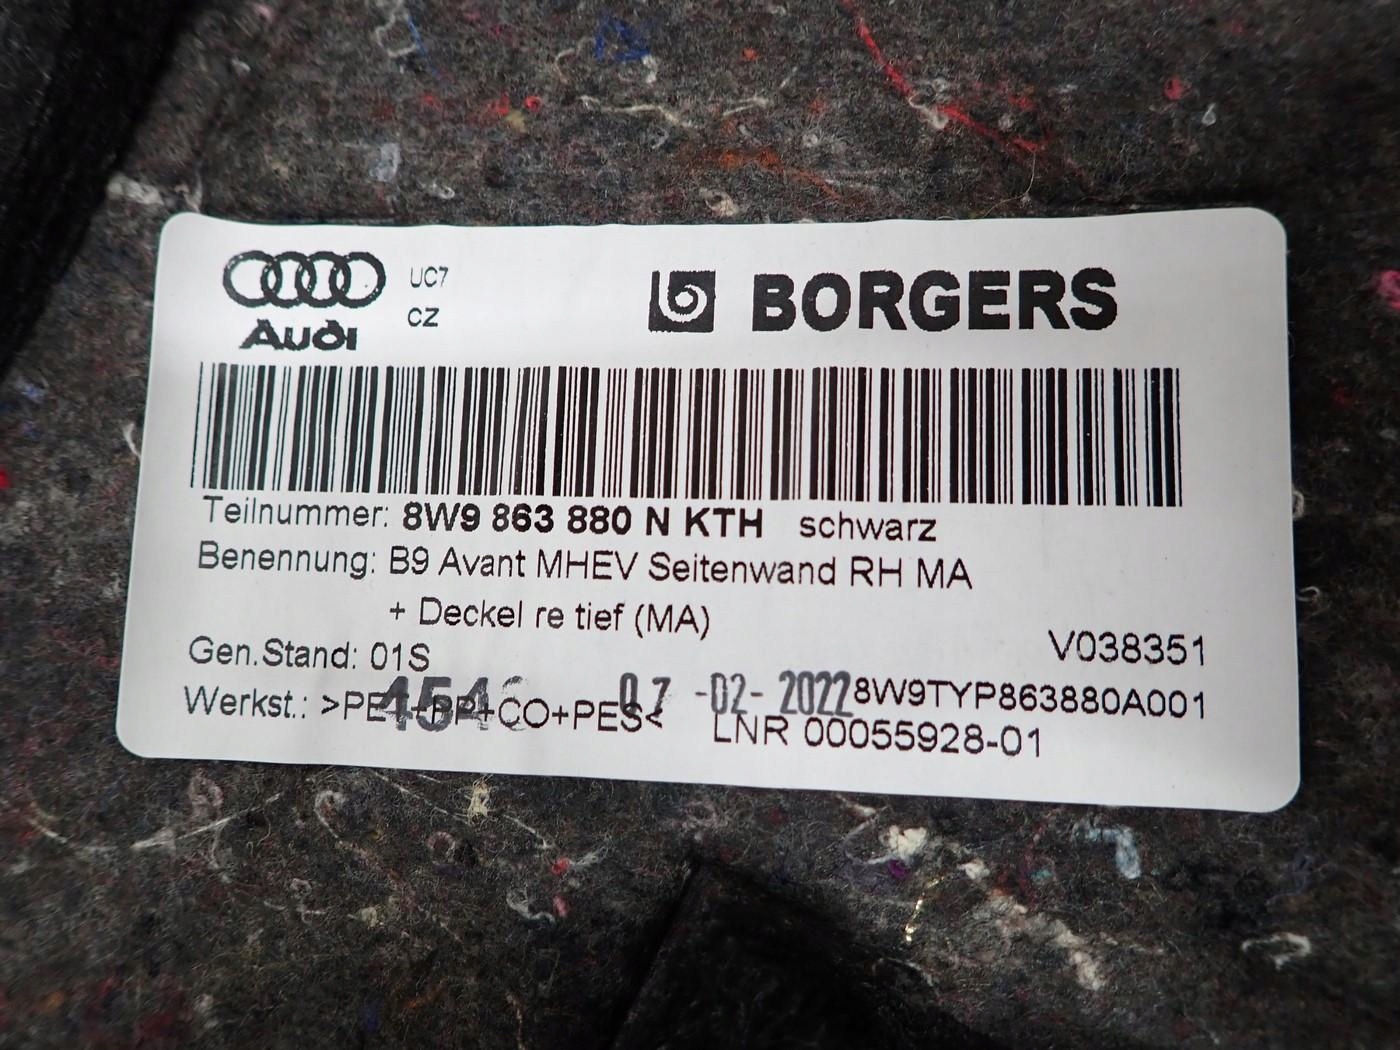 Audi
UC7
CZ
BORGERS
Teilnummer: 8W9 863 880 N KTH schwarz
Benennung: B9 Avant MHEV Seitenwand RH MA
+ Deckel re tief (MA)
V038351
Gen.Stand: 01S
Werkst.: >PET+PP+CO+PES<
07 -02- 2022
8W9TYP863880A001
LNR 00055928-01